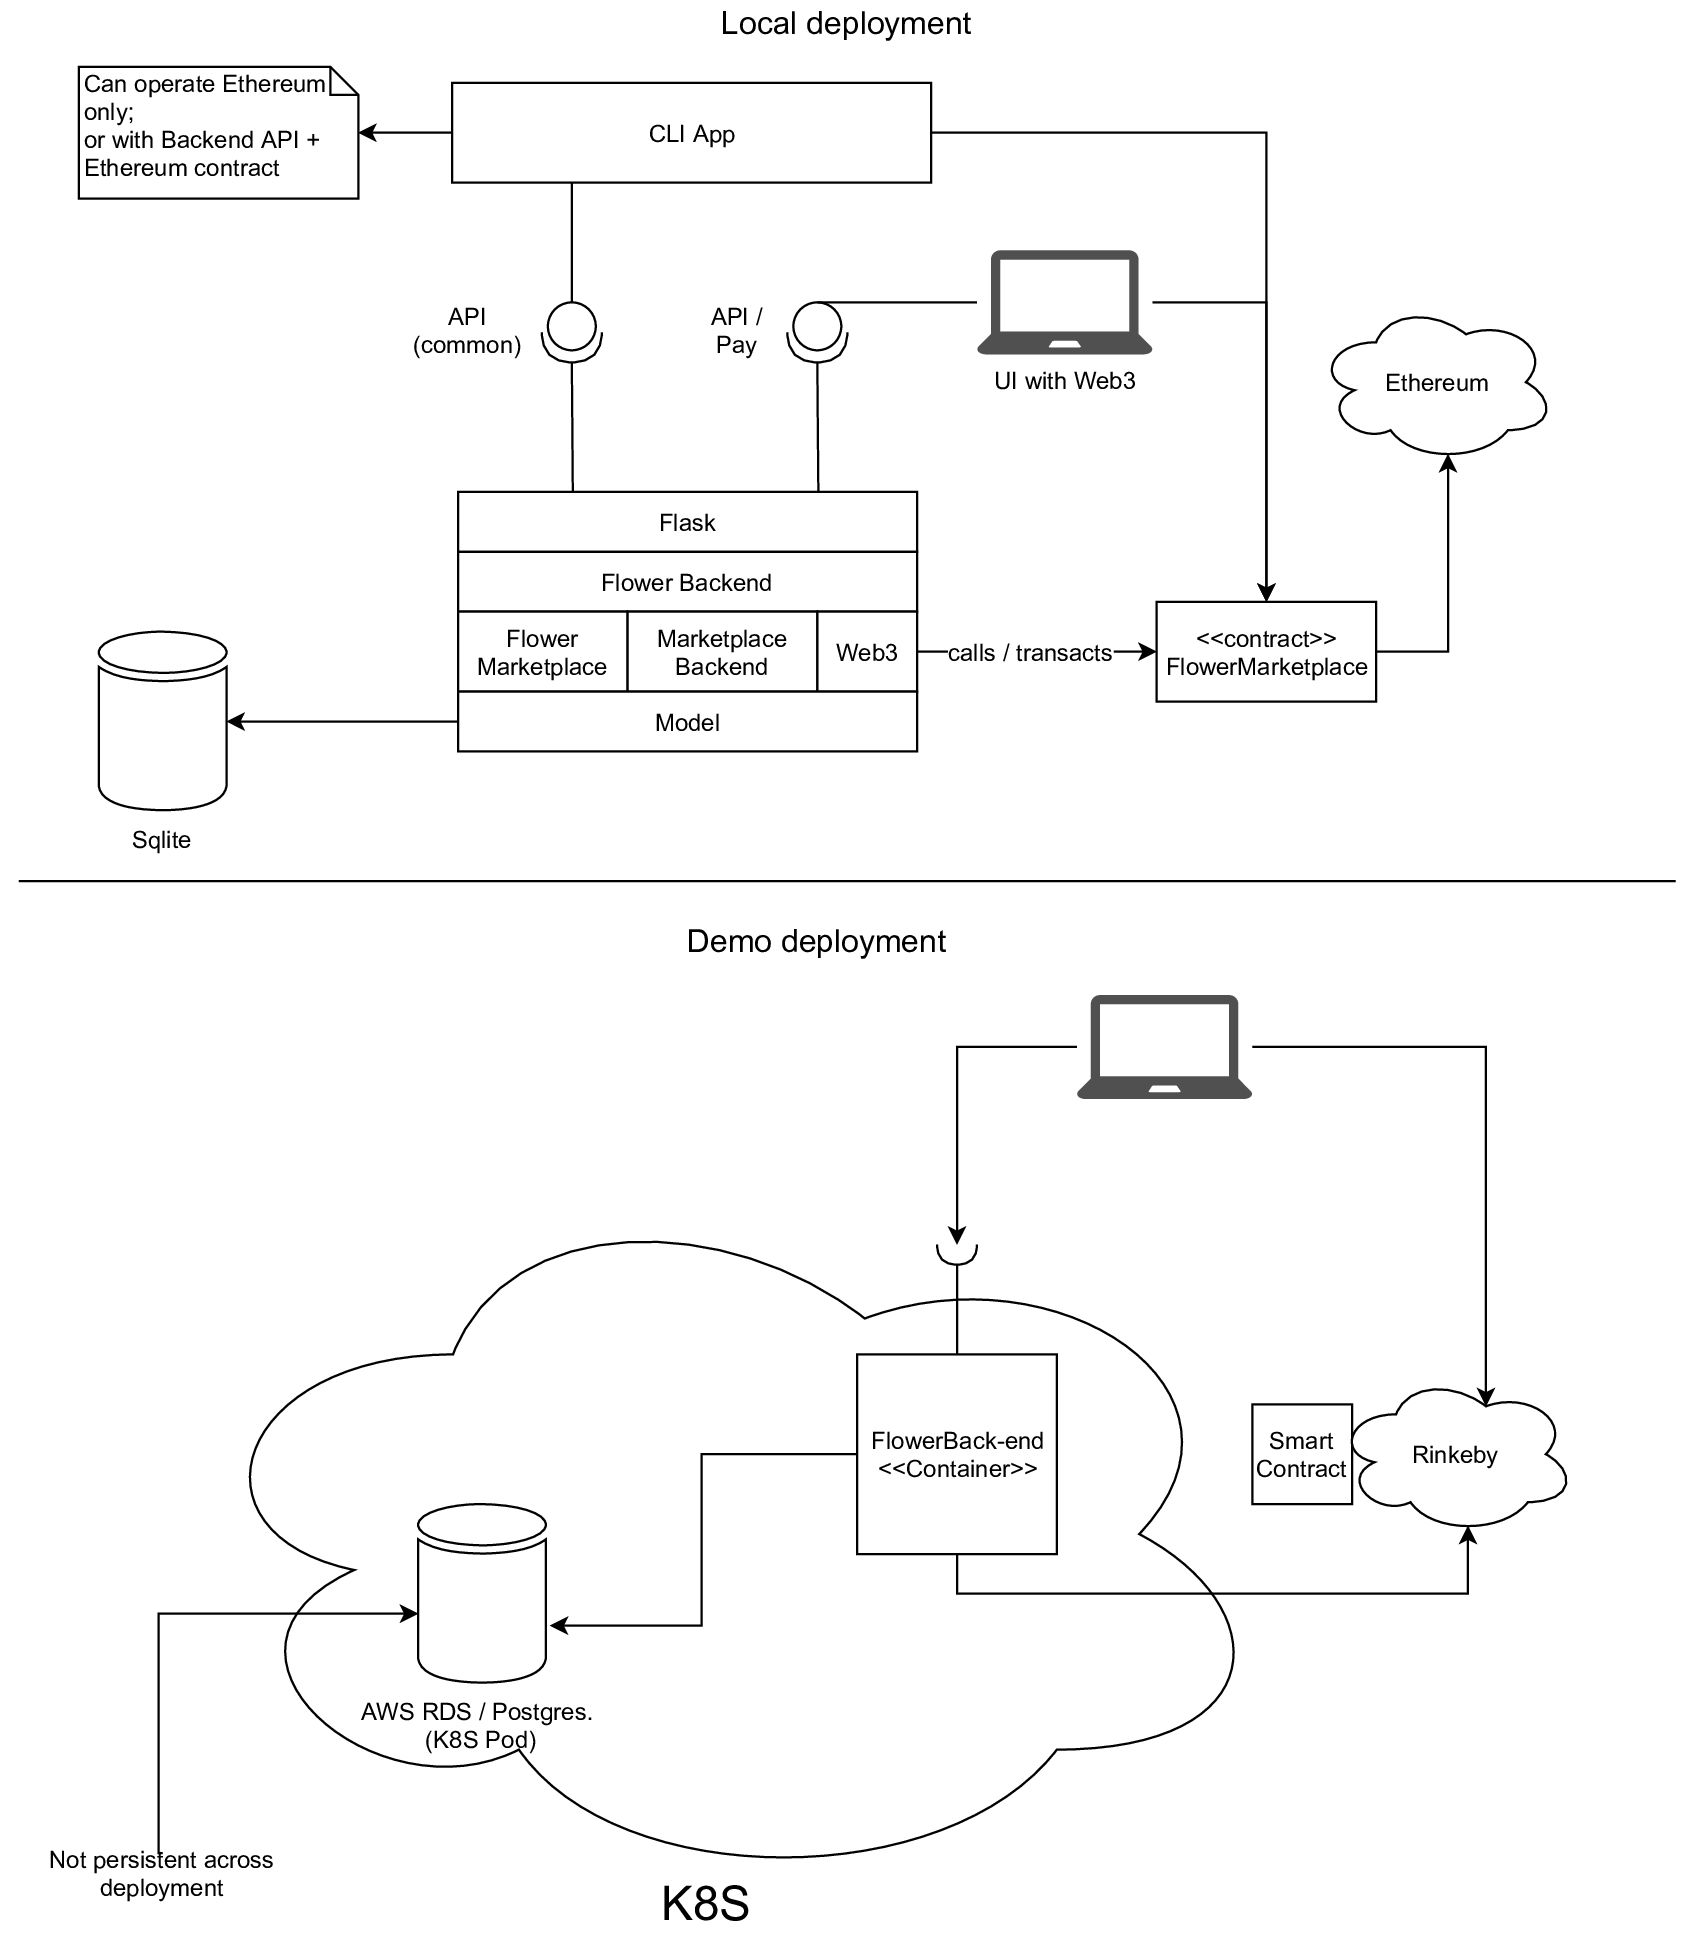 Local deployment
Can operate Ethereum
only;
or with Backend API +
Ethereum contract
CLI App
API
(common)
API /
Pay
UI with Web3
Ethereum
Flask
Flower Backend
Flower
Marketplace
Marketplace
Backend
Web3
calls / transacts
<<contract>>
FlowerMarketplace
Model
Sqlite
Demo deployment
FlowerBack-end
<<Container>>
Smart
Contract
Rinkeby
AWS RDS / Postgres.
(K8S Pod)
Not persistent across
deployment
K8S